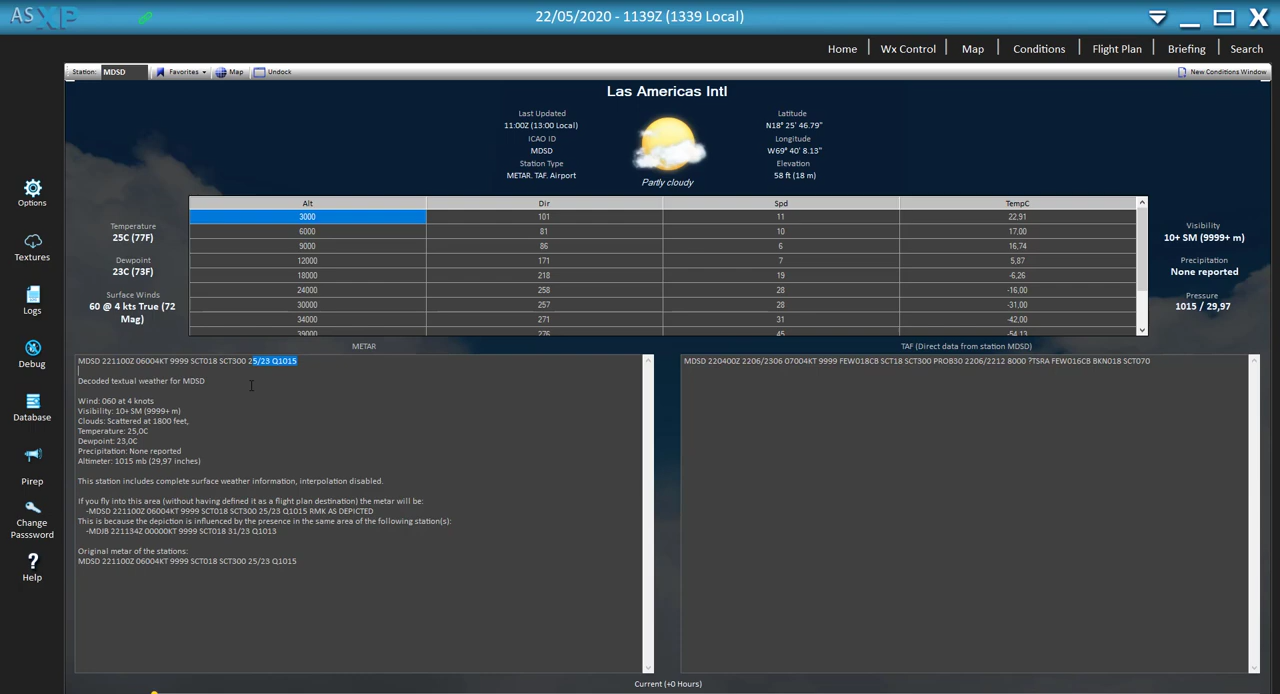 ASXP
22/05/2020 - 1139Z (1339 Local)
Home
Wx Control
Map
Conditions
Flight Plan
Briefing
Search
Station: MDSD
Favorites
Map
Undock
New Conditions Window
Las Americas Intl
Last Updated
11:00Z (13:00 Local)
ICAO ID
MDSD
Station Type
METAR. TAF. Airport
Partly cloudy
Latitude
N18° 25' 46.79"
Longitude
W69° 40' 8.13"
Elevation
58 ft (18 m)
Options
Textures
Logs
Debug
Database
Pirep
Change
Passsword
Help
Temperature
25C (77F)
Dewpoint
23C (73F)
Surface Winds
60 @ 4 kts True (72
Mag)
Alt Dir Spd TempC
3000 101 11 22,91
6000 81 10 17,00
9000 86 6 16,74
12000 171 7 5,87
18000 218 19 -6,26
24000 258 28 -16,00
30000 257 28 -31,00
34000 271 31 -42,00
39000 276 45 -54,13
Visibility
10+ SM (9999+ m)
Precipitation
None reported
Pressure
1015 / 29,97
METAR
MDSD 221100Z 06004KT 9999 SCT018 SCT300 25/23 Q1015
Decoded textual weather for MDSD
Wind: 060 at 4 knots
Visibility: 10+ SM (9999+ m)
Clouds: Scattered at 1800 feet,
Temperature: 25,0C
Dewpoint: 23,0C
Precipitation: None reported
Altimeter: 1015 mb (29,97 inches)
This station includes complete surface weather information, interpolation disabled.
If you fly into this area (without having defined it as a flight plan destination) the metar will be:
-MDSD 221100Z 06004KT 9999 SCT018 SCT300 25/23 Q1015 RMK AS DEPICTED
This is because the depiction is influenced by the presence in the same area of the following station(s):
-MDJB 221134Z 00000KT 9999 SCT018 31/23 Q1013
Original metar of the stations:
MDSD 221100Z 06004KT 9999 SCT018 SCT300 25/23 Q1015
TAF (Direct data from station MDSD)
MDSD 220400Z 2206/2306 07004KT 9999 FEW018CB SCT18 SCT300 PROB30 2206/2212 8000 ?TSRA FEW016CB BKN018 SCT070
Current (+0 Hours)